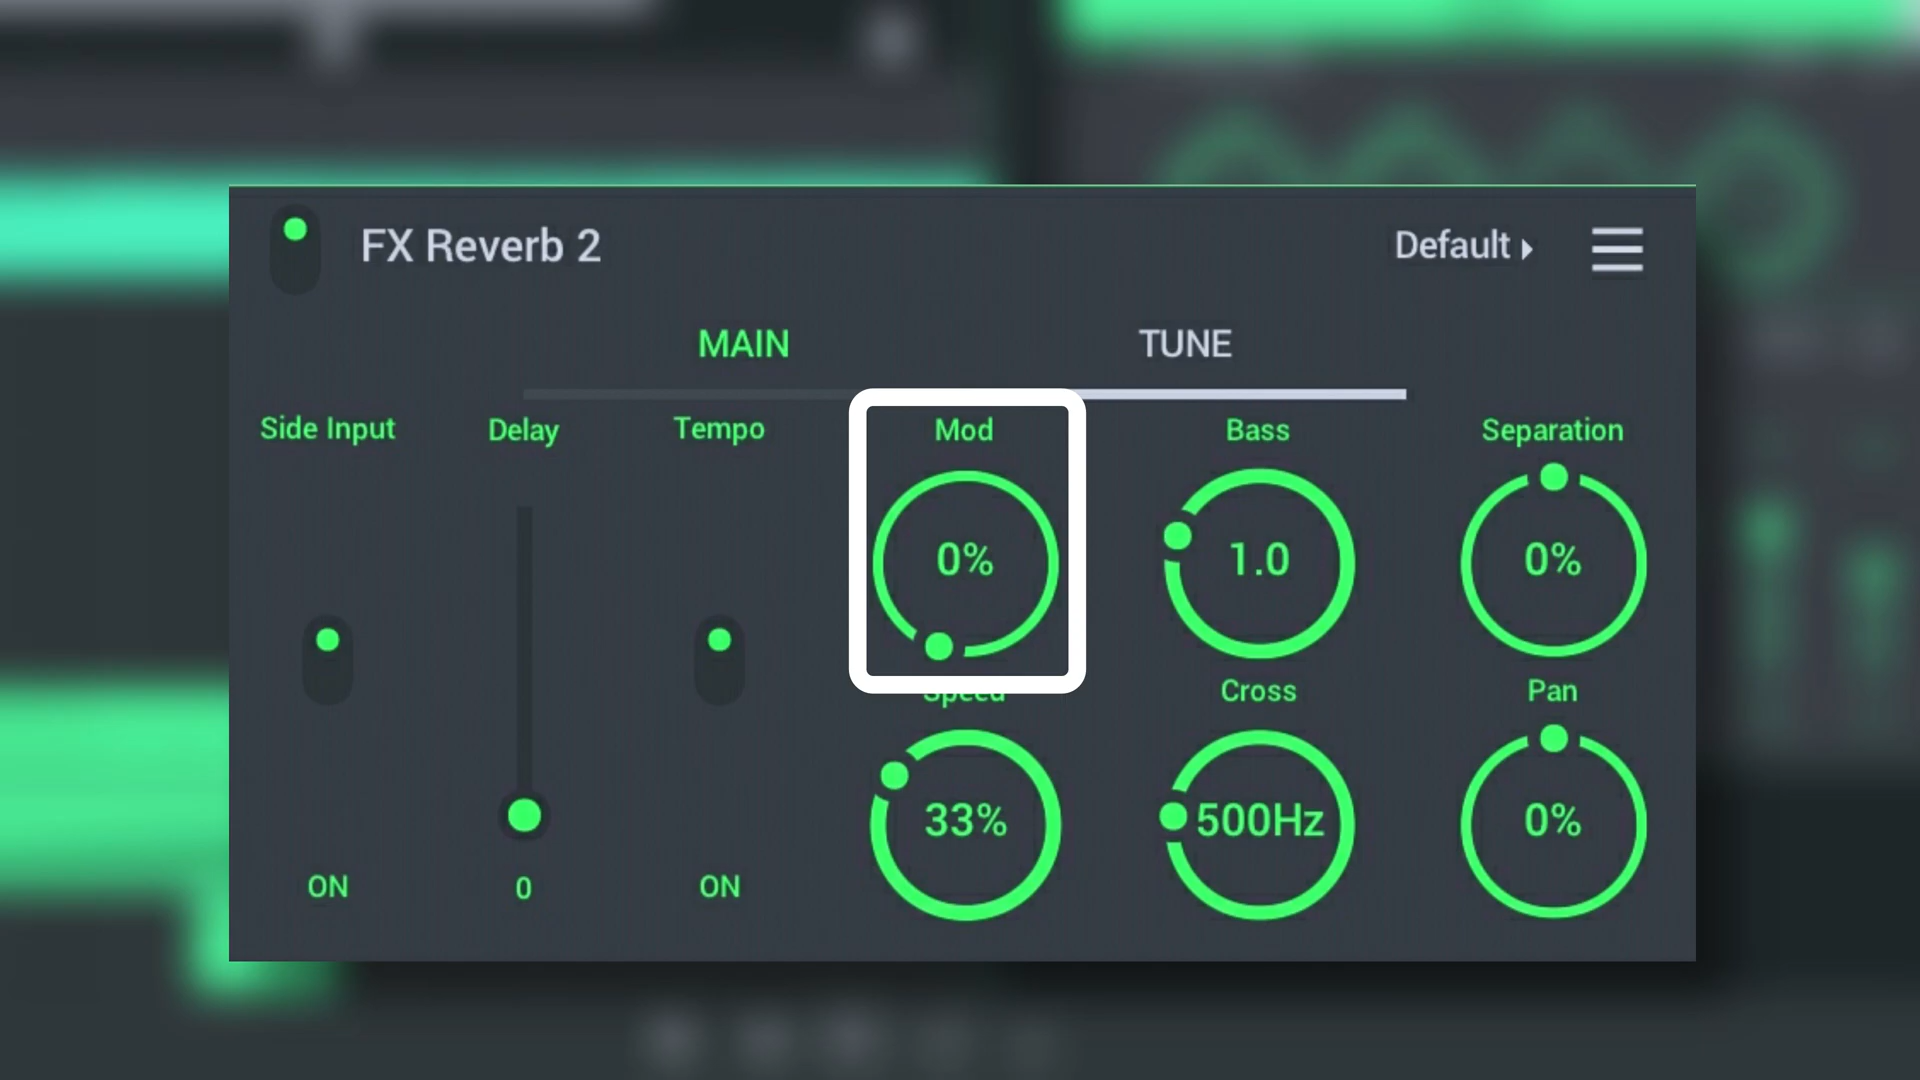 FX Reverb 2
Default
MAIN TUNE
Side Input Delay Tempo Mod Bass Separation
0% 1.0 0%
Speed Cross Pan
33% 500Hz 0%
ON 0 ON